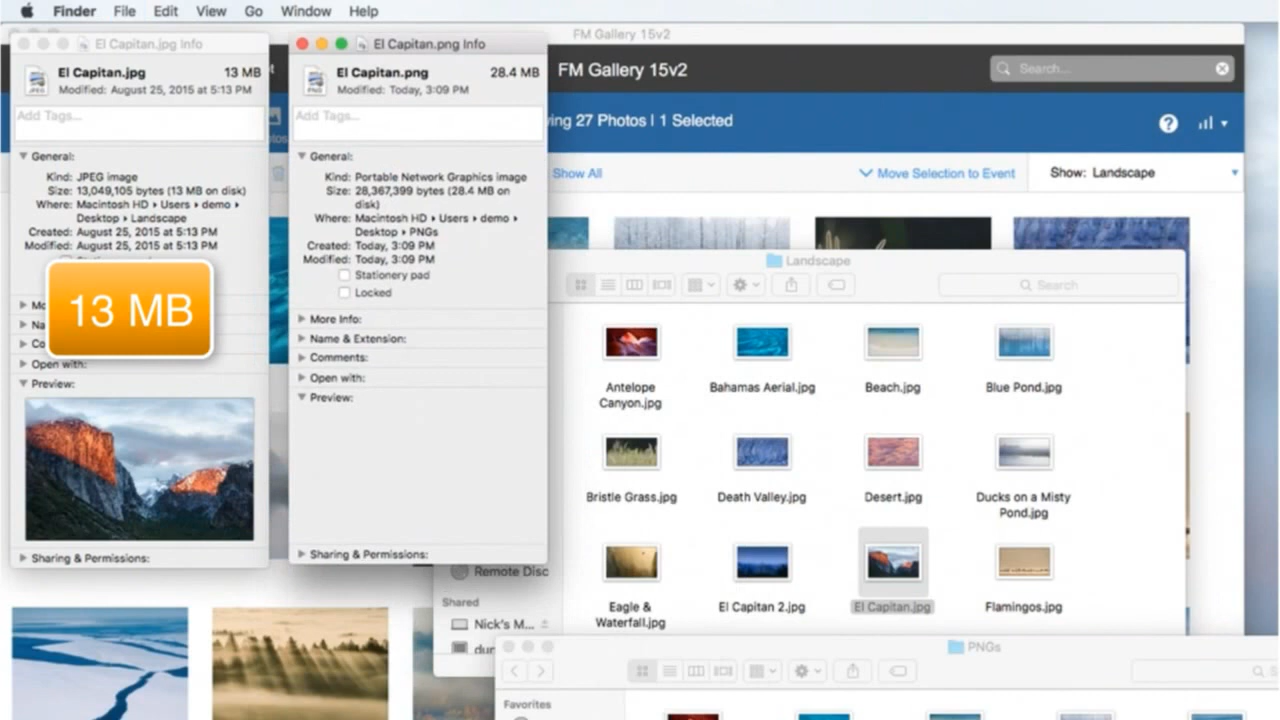 Finder File Edit View Go Window Help
FM Gallery 15v2
El Capitan.jpg Info
El Capitan.jpg 13 MB
Modified: August 25, 2015 at 5:13 PM
Add Tags...
General:
Kind: JPEG image
Size: 13,049,105 bytes (13 MB on disk)
Where: Macintosh HD ▸ Users ▸ demo ▸
Desktop ▸ Landscape
Created: August 25, 2015 at 5:13 PM
Modified: August 25, 2015 at 5:13 PM
13 MB
Open with:
Preview:
Sharing & Permissions:
El Capitan.png Info
El Capitan.png 28.4 MB
Modified: Today, 3:09 PM
Add Tags...
General:
Kind: Portable Network Graphics image
Size: 28,367,399 bytes (28.4 MB on
disk)
Where: Macintosh HD ▸ Users ▸ demo ▸
Desktop ▸ PNGs
Created: Today, 3:09 PM
Modified: Today, 3:09 PM
Stationery pad
Locked
More Info:
Name & Extension:
Comments:
Open with:
Preview:
Sharing & Permissions:
FM Gallery 15v2
Search...
ving 27 Photos | 1 Selected
?
Show All
Move Selection to Event
Show: Landscape
Landscape
Search
Antelope
Canyon.jpg
Bahamas Aerial.jpg
Beach.jpg
Blue Pond.jpg
Bristle Grass.jpg
Death Valley.jpg
Desert.jpg
Ducks on a Misty
Pond.jpg
Eagle &
Waterfall.jpg
El Capitan 2.jpg
El Capitan.jpg
Flamingos.jpg
Remote Disc
Shared
Nick's M...
PNGs
Favorites